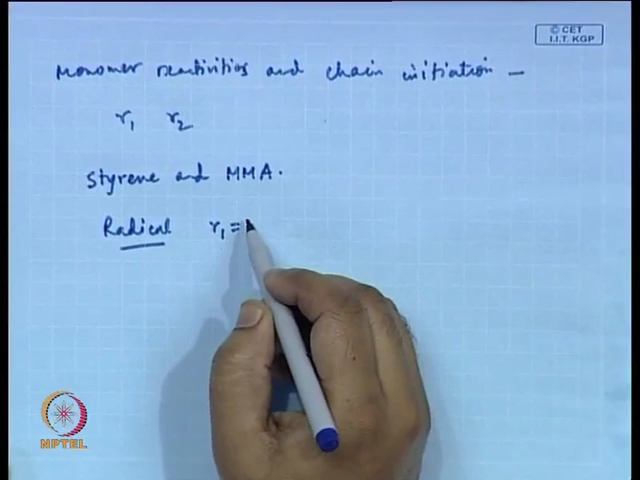 © CET
I.I.T. KGP
Monomer reactivities and chain initiation –
r₁ r₂
Styrene and MMA.
Radical r₁ =
NPTEL